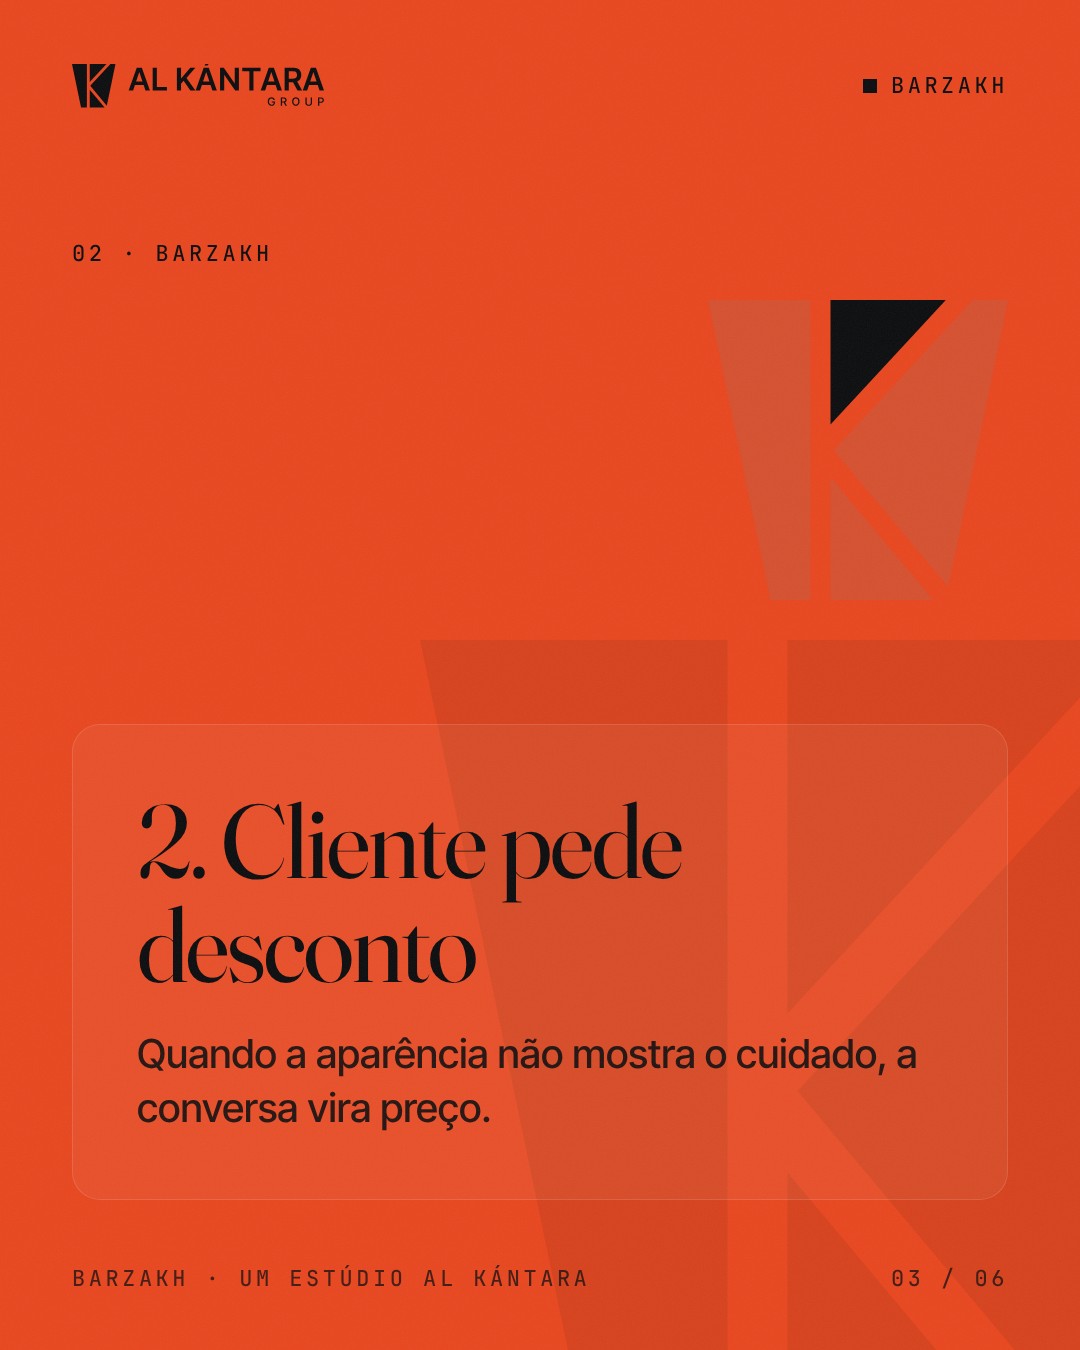 AL KÁNTARA
GROUP
BARZAKH
02 · BARZAKH
2. Cliente pede
desconto
Quando a aparência não mostra o cuidado, a
conversa vira preço.
BARZAKH · UM ESTÚDIO AL KÁNTARA
03 / 06